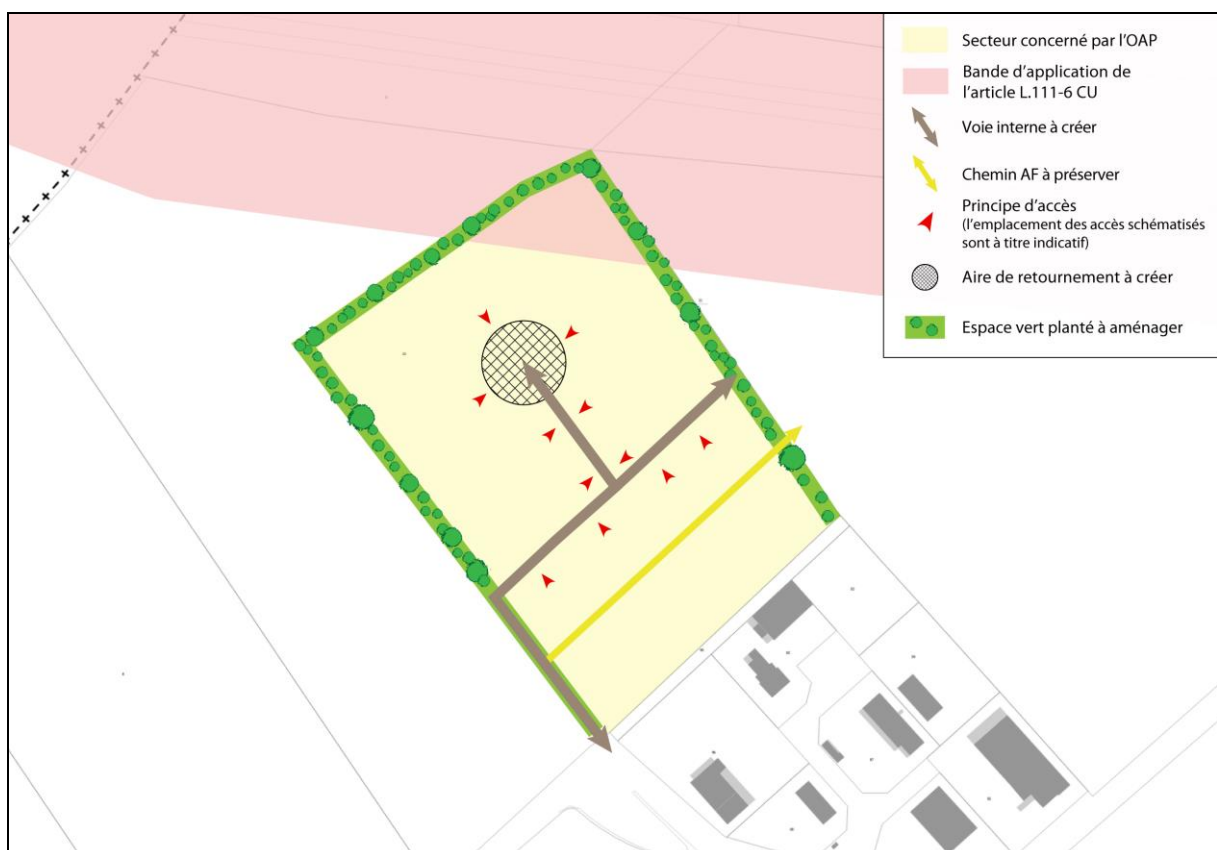 Secteur concerné par l'OAP
Bande d'application de
l'article L.111-6 CU
Voie interne à créer
Chemin AF à préserver
Principe d'accès
(l'emplacement des accès schématisés
sont à titre indicatif)
Aire de retournement à créer
Espace vert planté à aménager